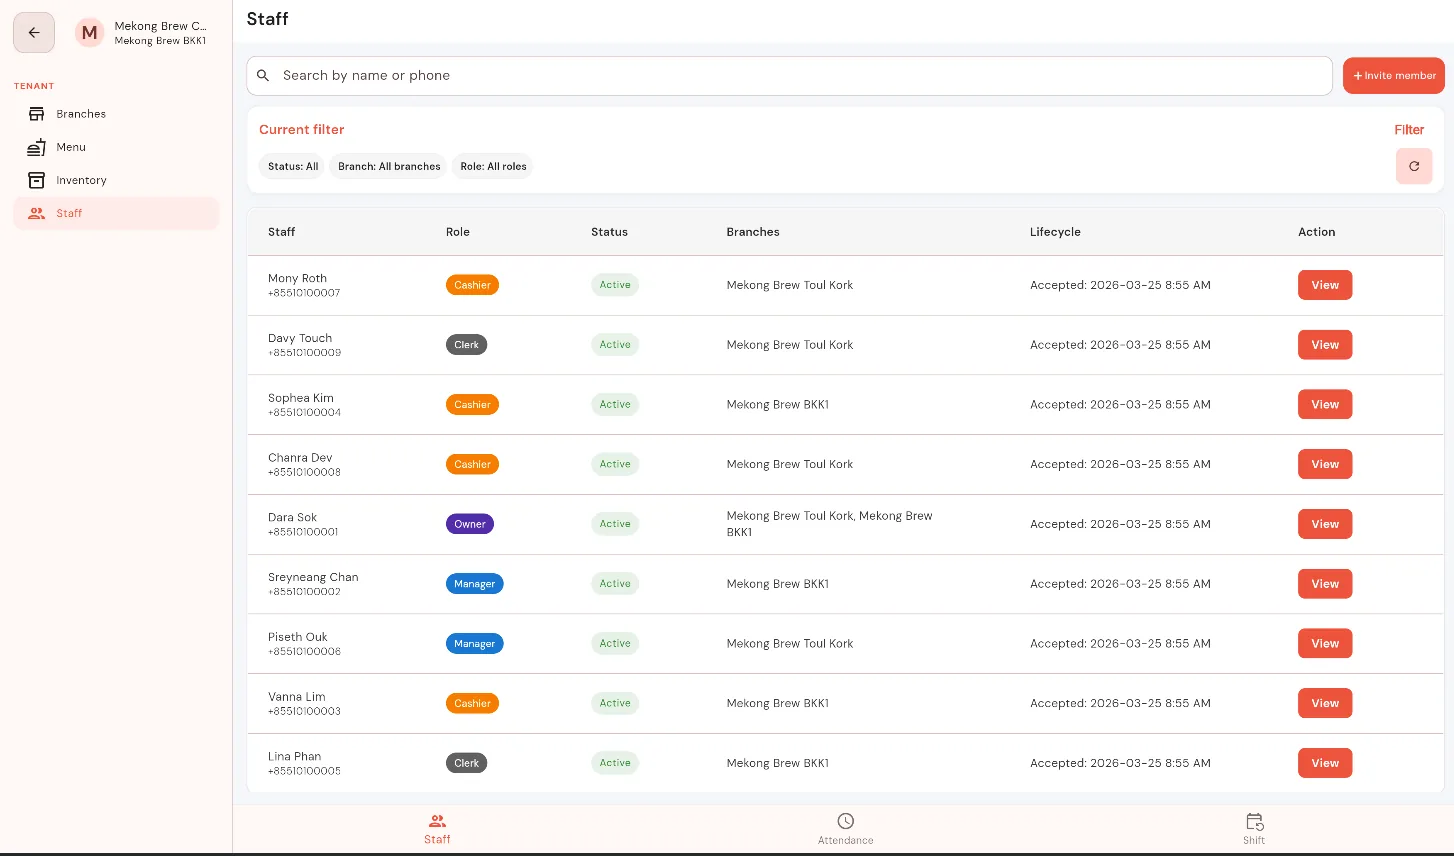 M
Mekong Brew C...
Mekong Brew BKK1
TENANT
Branches
Menu
Inventory
Staff
Staff
Search by name or phone
+ Invite member
Current filter
Filter
Status: All
Branch: All branches
Role: All roles
Staff Role Status Branches Lifecycle Action
Mony Roth
+85510100007
Cashier
Active
Mekong Brew Toul Kork
Accepted: 2026-03-25 8:55 AM
View
Davy Touch
+85510100009
Clerk
Active
Mekong Brew Toul Kork
Accepted: 2026-03-25 8:55 AM
View
Sophea Kim
+85510100004
Cashier
Active
Mekong Brew BKK1
Accepted: 2026-03-25 8:55 AM
View
Chanra Dev
+85510100008
Cashier
Active
Mekong Brew Toul Kork
Accepted: 2026-03-25 8:55 AM
View
Dara Sok
+85510100001
Owner
Active
Mekong Brew Toul Kork, Mekong Brew
BKK1
Accepted: 2026-03-25 8:55 AM
View
Sreyneang Chan
+85510100002
Manager
Active
Mekong Brew BKK1
Accepted: 2026-03-25 8:55 AM
View
Piseth Ouk
+85510100006
Manager
Active
Mekong Brew Toul Kork
Accepted: 2026-03-25 8:55 AM
View
Vanna Lim
+85510100003
Cashier
Active
Mekong Brew BKK1
Accepted: 2026-03-25 8:55 AM
View
Lina Phan
+85510100005
Clerk
Active
Mekong Brew BKK1
Accepted: 2026-03-25 8:55 AM
View
Staff
Attendance
Shift